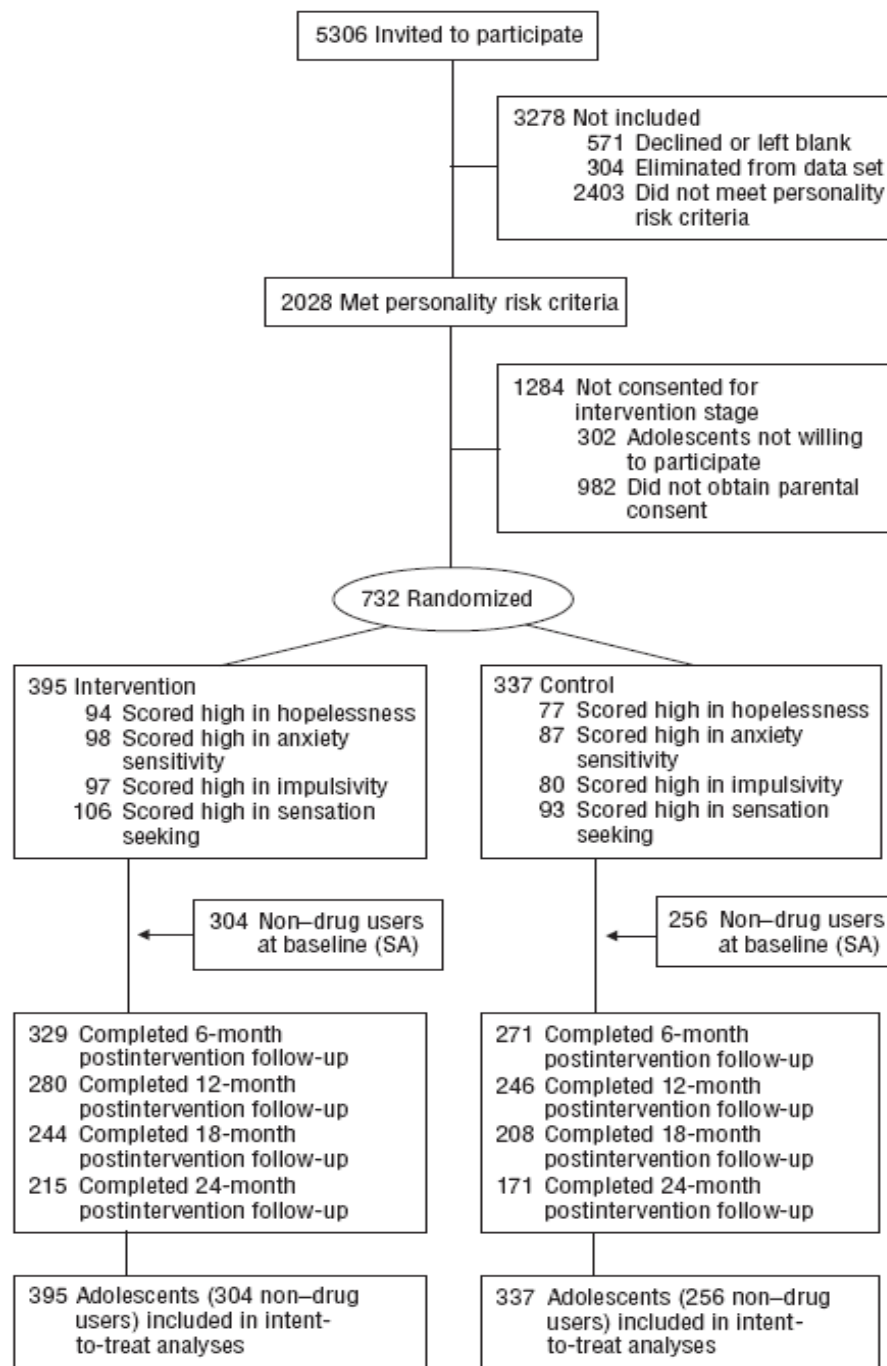 5306 Invited to participate
3278 Not included
571 Declined or left blank
304 Eliminated from data set
2403 Did not meet personality
risk criteria
2028 Met personality risk criteria
1284 Not consented for
intervention stage
302 Adolescents not willing
to participate
982 Did not obtain parental
consent
732 Randomized
395 Intervention
94 Scored high in hopelessness
98 Scored high in anxiety
sensitivity
97 Scored high in impulsivity
106 Scored high in sensation
seeking
337 Control
77 Scored high in hopelessness
87 Scored high in anxiety
sensitivity
80 Scored high in impulsivity
93 Scored high in sensation
seeking
304 Non–drug users
at baseline (SA)
256 Non–drug users
at baseline (SA)
329 Completed 6-month
postintervention follow-up
280 Completed 12-month
postintervention follow-up
244 Completed 18-month
postintervention follow-up
215 Completed 24-month
postintervention follow-up
271 Completed 6-month
postintervention follow-up
246 Completed 12-month
postintervention follow-up
208 Completed 18-month
postintervention follow-up
171 Completed 24-month
postintervention follow-up
395 Adolescents (304 non–drug
users) included in intent-
to-treat analyses
337 Adolescents (256 non–drug
users) included in intent-
to-treat analyses